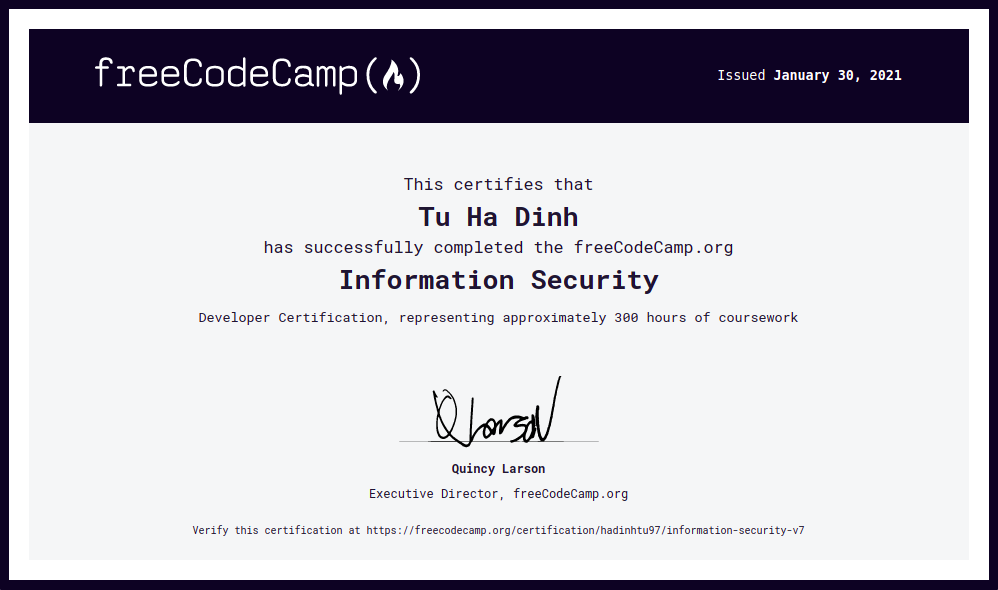 freeCodeCamp(🔥)
Issued January 30, 2021
This certifies that
Tu Ha Dinh
has successfully completed the freeCodeCamp.org
Information Security
Developer Certification, representing approximately 300 hours of coursework
QLarson
Quincy Larson
Executive Director, freeCodeCamp.org
Verify this certification at https://freecodecamp.org/certification/hadinhtu97/information-security-v7